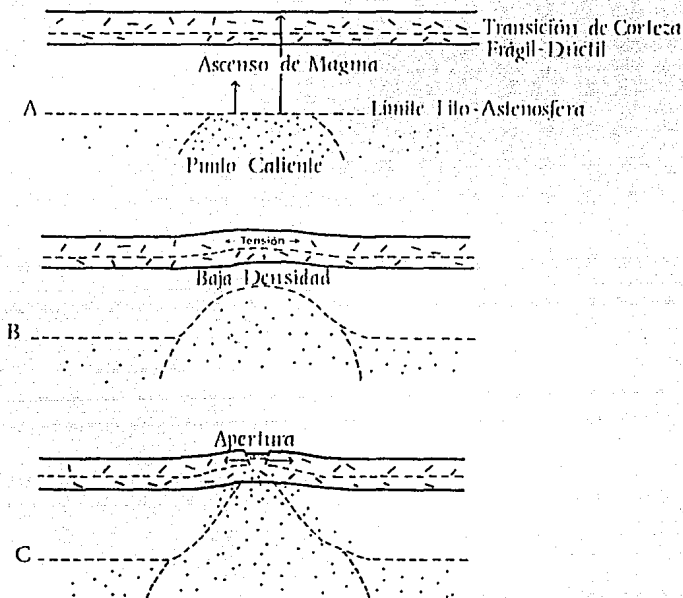 Transición de Corteza
Frágil-Dúctil
Ascenso de Magma
A
Límite Lito-Astenosfera
Punto Caliente
Tensión
Baja Densidad
B
Apertura
C